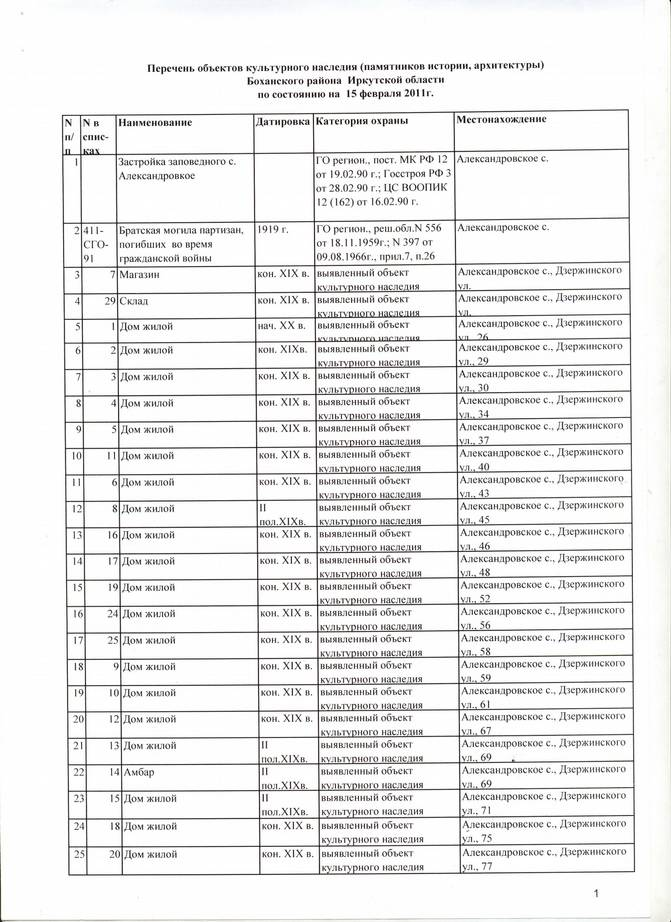 Перечень объектов культурного наследия (памятников истории, архитектуры)
Боханского района Иркутской области
по состоянию на 15 февраля 2011г.
N п/п N в спис-ках Наименование Датировка Категория охраны Местонахождение
1 Застройка заповедного с. ГО регион., пост. МК РФ 12 Александровское с.
Александровкое от 19.02.90 г.; Госстроя РФ 3
от 28.02.90 г.; ЦС ВООПИК
12 (162) от 16.02.90 г.
2 411- Братская могила партизан, 1919 г. ГО регион., реш.обл.N 556 Александровское с.
СГО- погибших во время от 18.11.1959г.; N 397 от
91 гражданской войны 09.08.1966г., прил.7, п.26
3 7 Магазин кон. XIX в. выявленный объект Александровское с., Дзержинского
культурного наследия ул.
4 29 Склад кон. XIX в. выявленный объект Александровское с., Дзержинского
культурного наследия ул.
5 1 Дом жилой нач. XX в. выявленный объект Александровское с., Дзержинского
культурного наследия ул. 26
6 2 Дом жилой кон. XIXв. выявленный объект Александровское с., Дзержинского
культурного наследия ул., 29
7 3 Дом жилой кон. XIX в. выявленный объект Александровское с., Дзержинского
культурного наследия ул., 30
8 4 Дом жилой кон. XIX в. выявленный объект Александровское с., Дзержинского
культурного наследия ул., 34
9 5 Дом жилой кон. XIX в. выявленный объект Александровское с., Дзержинского
культурного наследия ул., 37
10 11 Дом жилой кон. XIX в. выявленный объект Александровское с., Дзержинского
культурного наследия ул., 40
11 6 Дом жилой кон. XIX в. выявленный объект Александровское с., Дзержинского
культурного наследия ул., 43
12 8 Дом жилой II выявленный объект Александровское с., Дзержинского
пол.XIXв. культурного наследия ул., 45
13 16 Дом жилой кон. XIX в. выявленный объект Александровское с., Дзержинского
культурного наследия ул., 46
14 17 Дом жилой кон. XIX в. выявленный объект Александровское с., Дзержинского
культурного наследия ул., 48
15 19 Дом жилой кон. XIX в. выявленный объект Александровское с., Дзержинского
культурного наследия ул., 52
16 24 Дом жилой кон. XIX в. выявленный объект Александровское с., Дзержинского
культурного наследия ул., 56
17 25 Дом жилой кон. XIX в. выявленный объект Александровское с., Дзержинского
культурного наследия ул., 58
18 9 Дом жилой кон. XIX в. выявленный объект Александровское с., Дзержинского
культурного наследия ул., 59
19 10 Дом жилой кон. XIX в. выявленный объект Александровское с., Дзержинского
культурного наследия ул., 61
20 12 Дом жилой кон. XIX в. выявленный объект Александровское с., Дзержинского
культурного наследия ул., 67
21 13 Дом жилой II выявленный объект Александровское с., Дзержинского
пол.XIXв. культурного наследия ул., 69
22 14 Амбар II выявленный объект Александровское с., Дзержинского
пол.XIXв. культурного наследия ул., 69
23 15 Дом жилой II выявленный объект Александровское с., Дзержинского
пол.XIXв. культурного наследия ул., 71
24 18 Дом жилой кон. XIX в. выявленный объект Александровское с., Дзержинского
культурного наследия ул., 75
25 20 Дом жилой кон. XIX в. выявленный объект Александровское с., Дзержинского
культурного наследия ул., 77
1